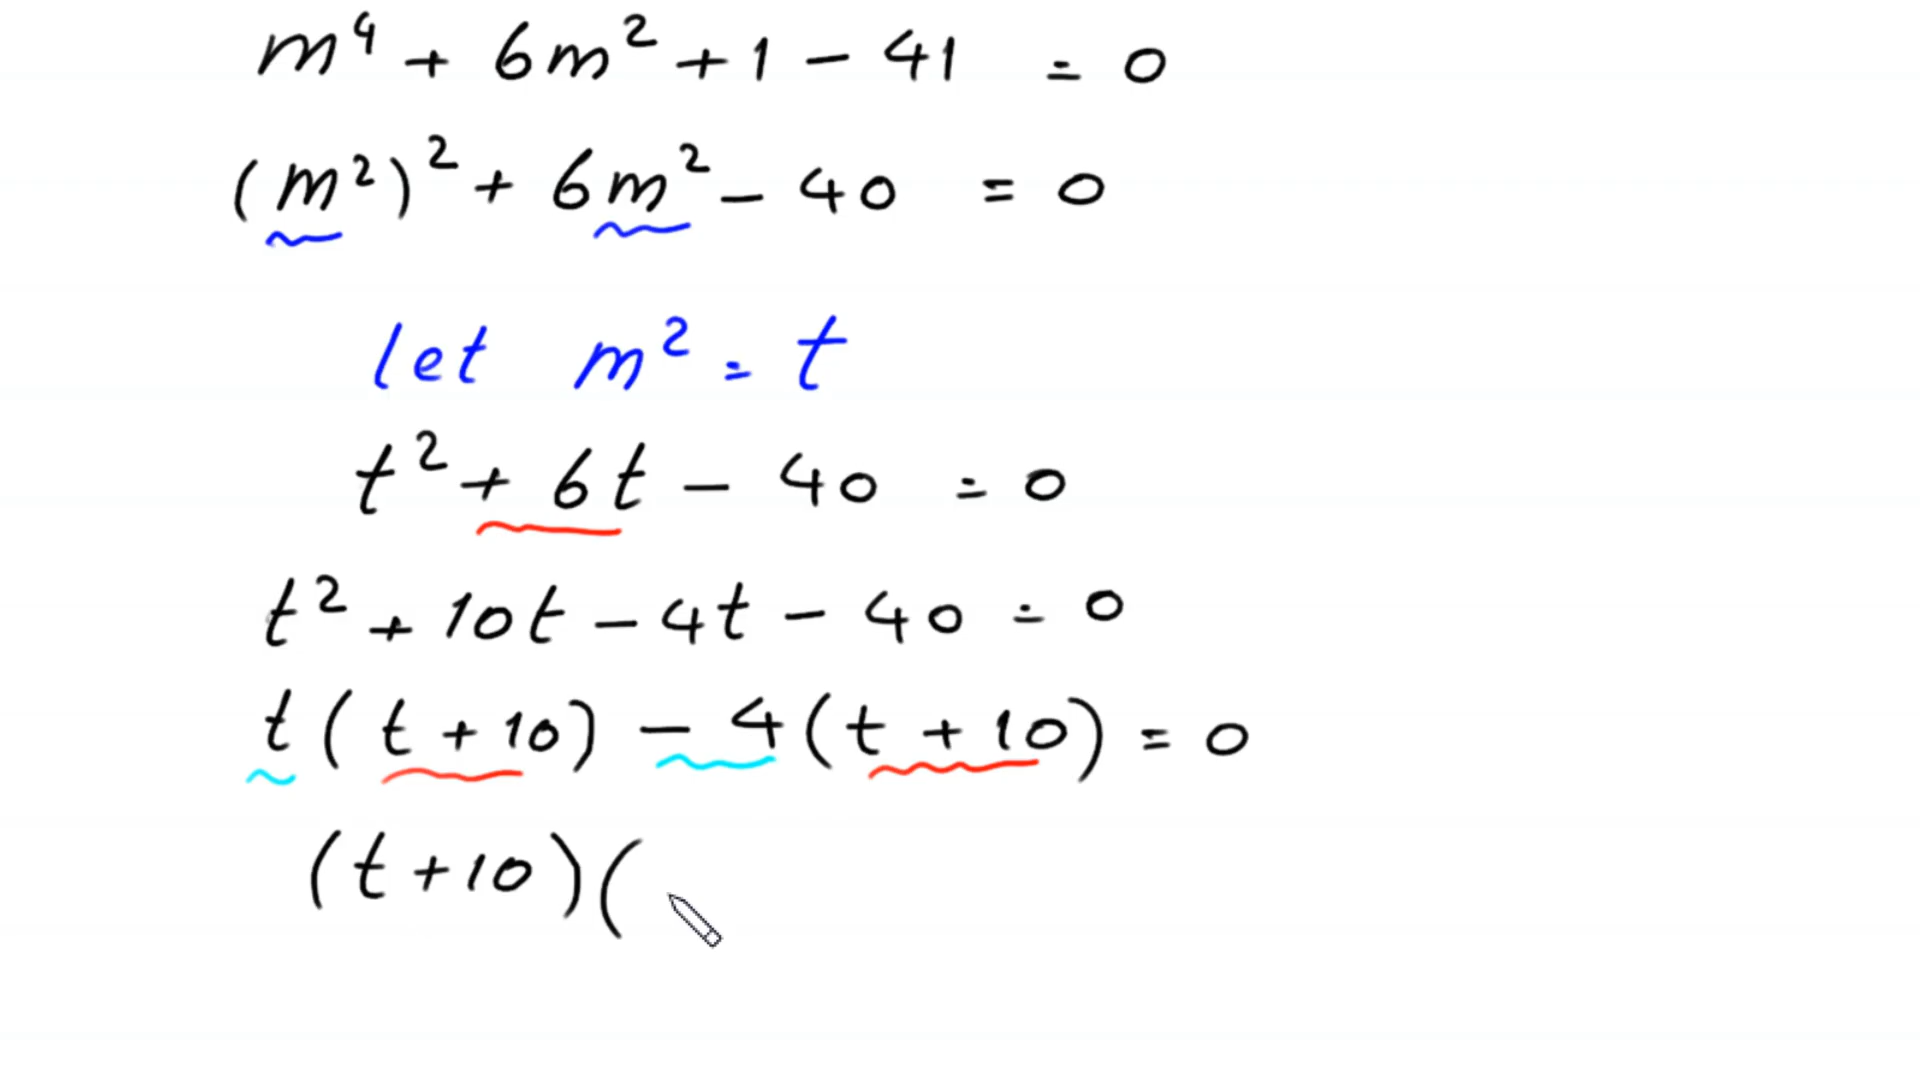 m⁴ + 6m² + 1 - 41 = 0
(m²)² + 6m² - 40 = 0
let m² = t
t² + 6t - 40 = 0
t² + 10t - 4t - 40 = 0
t(t + 10) - 4(t + 10) = 0
(t + 10)(